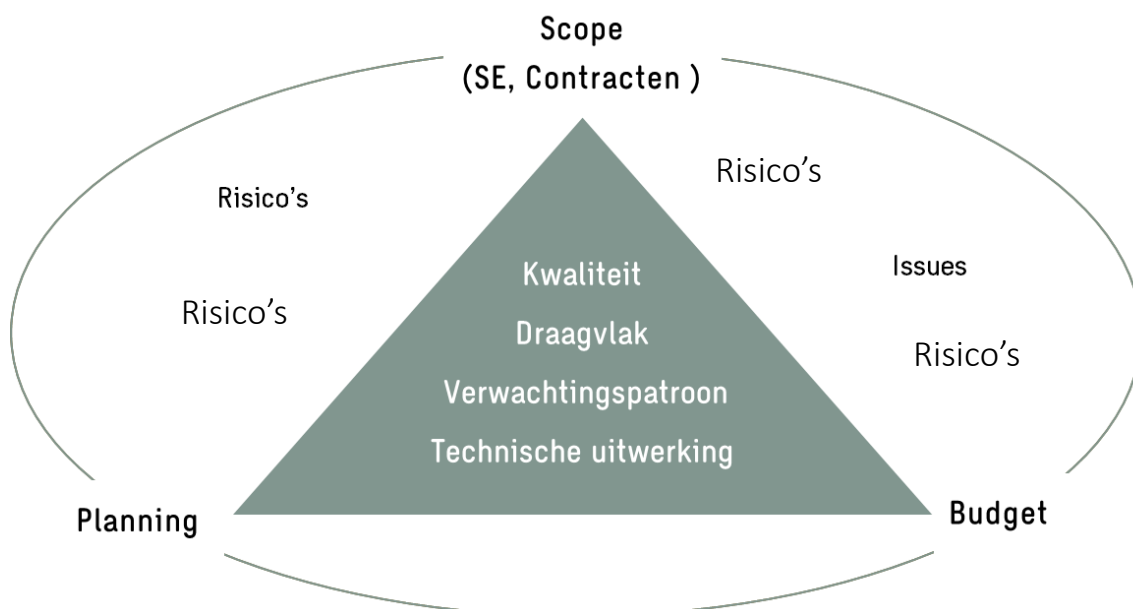 Scope
(SE, Contracten )
Risico's
Risico's
Issues
Risico's
Risico's
Kwaliteit
Draagvlak
Verwachtingspatroon
Technische uitwerking
Planning
Budget